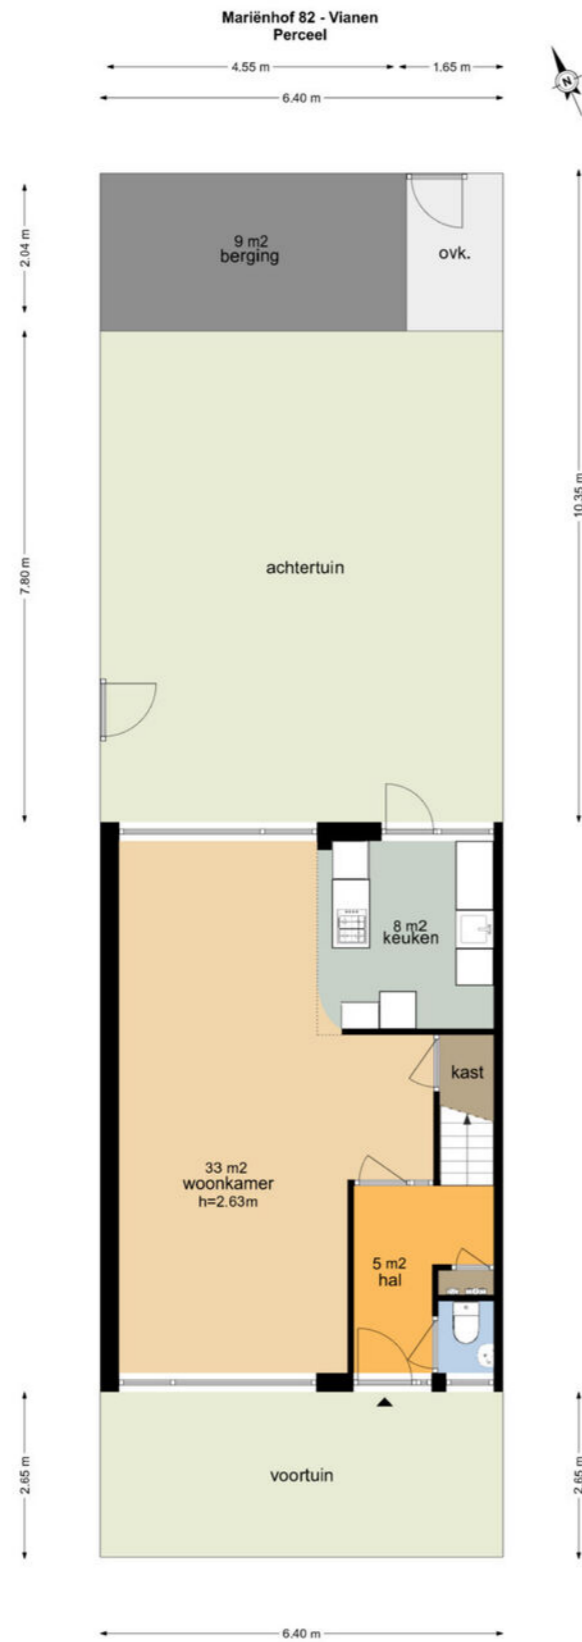 Mariënhof 82 - Vianen
Perceel
4.55 m
1.65 m
6.40 m
N
2.04 m
9 m2
berging
ovk.
10.35 m
7.80 m
achtertuin
8 m2
keuken
kast
33 m2
woonkamer
h=2.63m
5 m2
hal
2.65 m
voortuin
2.65 m
6.40 m